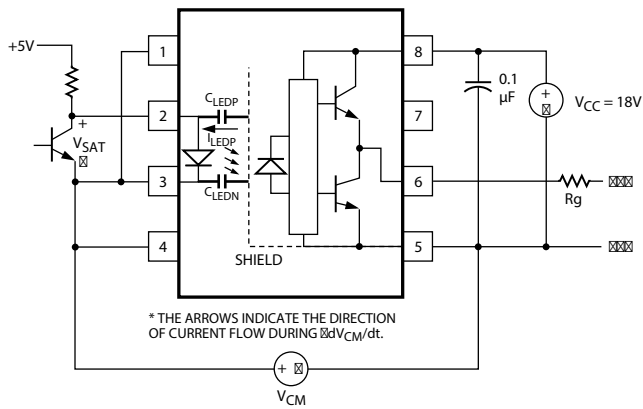 +5V
1
8
2
7
3
6
4
5
C_LEDP
I_LEDP
C_LEDN
+
V_SAT
SHIELD
0.1
µF
+
V_CC = 18V
Rg
* THE ARROWS INDICATE THE DIRECTION
OF CURRENT FLOW DURING dV_CM/dt.
+
V_CM